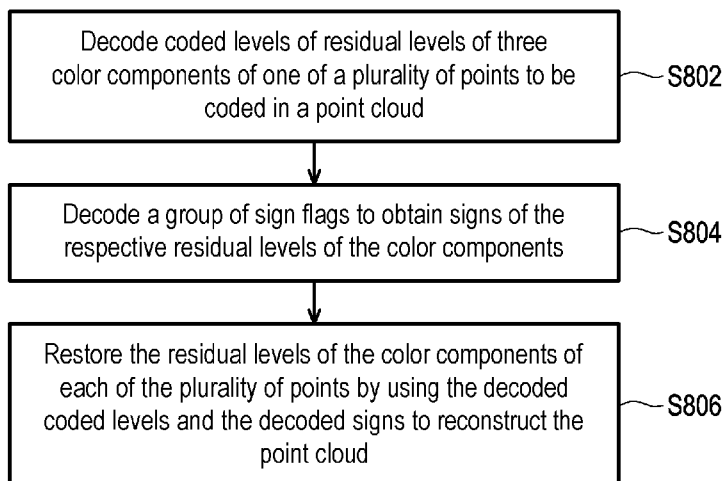 Decode coded levels of residual levels of three
color components of one of a plurality of points to be
coded in a point cloud
S802
Decode a group of sign flags to obtain signs of the
respective residual levels of the color components
S804
Restore the residual levels of the color components of
each of the plurality of points by using the decoded
coded levels and the decoded signs to reconstruct the
point cloud
S806